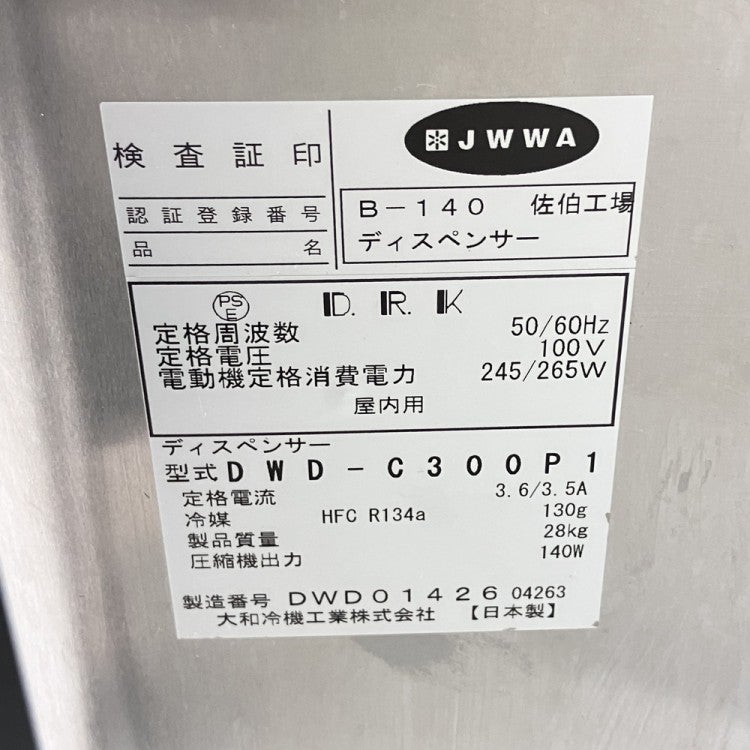 検査証印
JWWA
認証登録番号 B-140 佐伯工場
品名 ディスペンサー
PSE D.R.K
定格周波数 50/60Hz
定格電圧 100V
電動機定格消費電力 245/265W
屋内用
ディスペンサー
型式 DWD-C300P1
定格電流 3.6/3.5A
冷媒 HFC R134a 130g
製品質量 28kg
圧縮機出力 140W
製造番号 DWD01426 04263
大和冷機工業株式会社 【日本製】